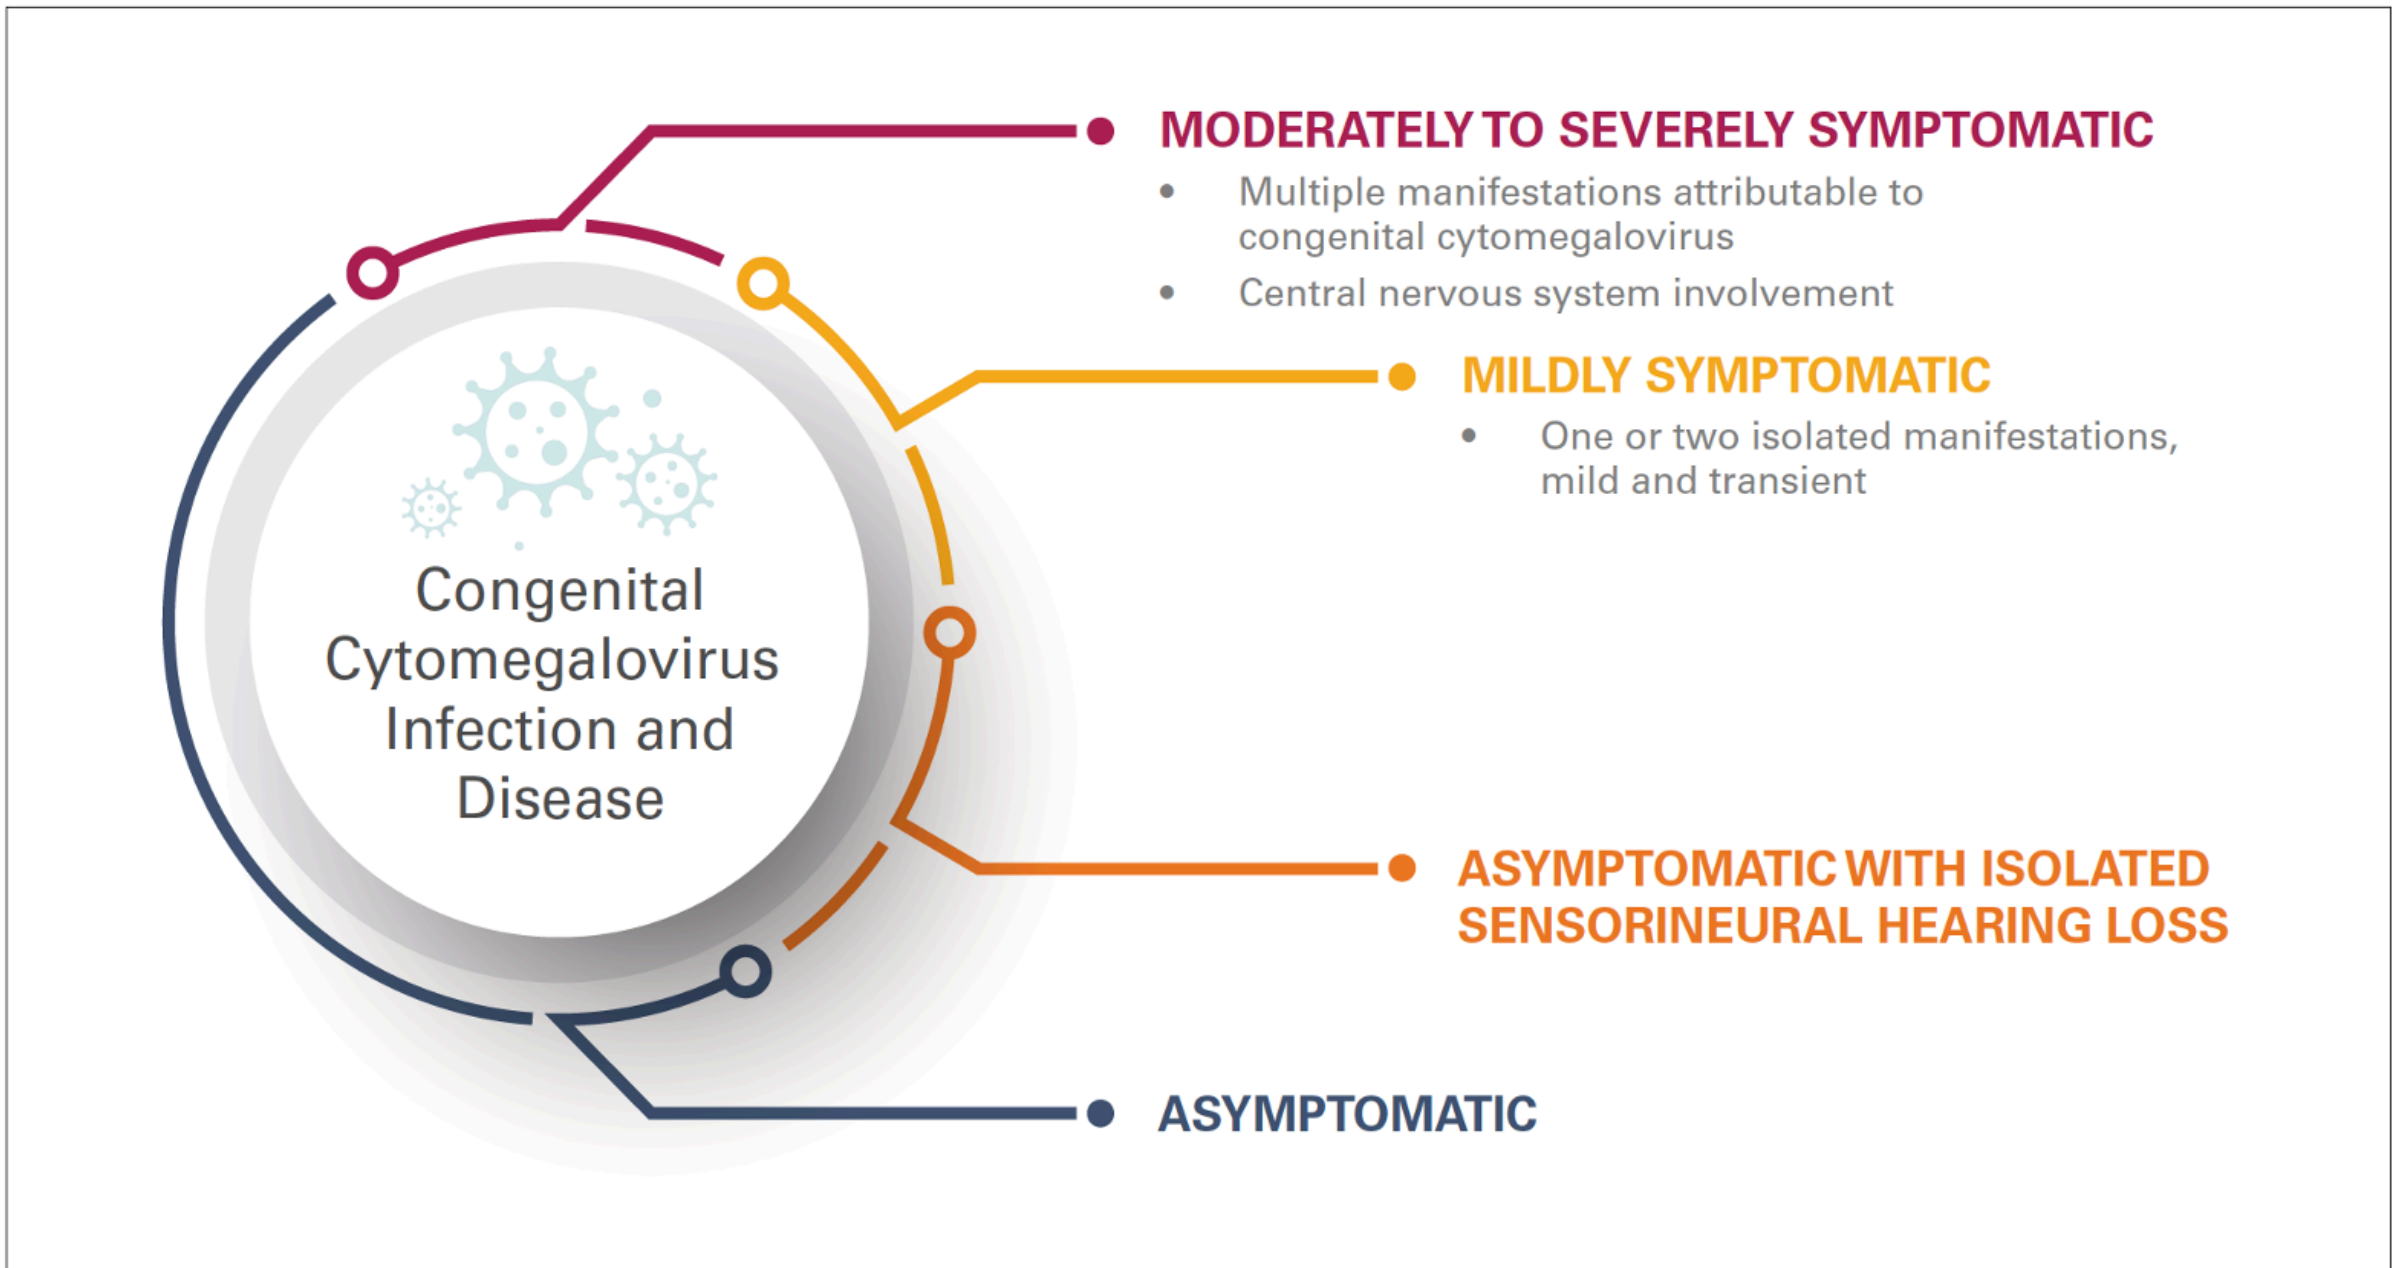 MODERATELY TO SEVERELY SYMPTOMATIC
• Multiple manifestations attributable to
congenital cytomegalovirus
• Central nervous system involvement
MILDLY SYMPTOMATIC
• One or two isolated manifestations,
mild and transient
Congenital
Cytomegalovirus
Infection and
Disease
ASYMPTOMATIC WITH ISOLATED
SENSORINEURAL HEARING LOSS
ASYMPTOMATIC